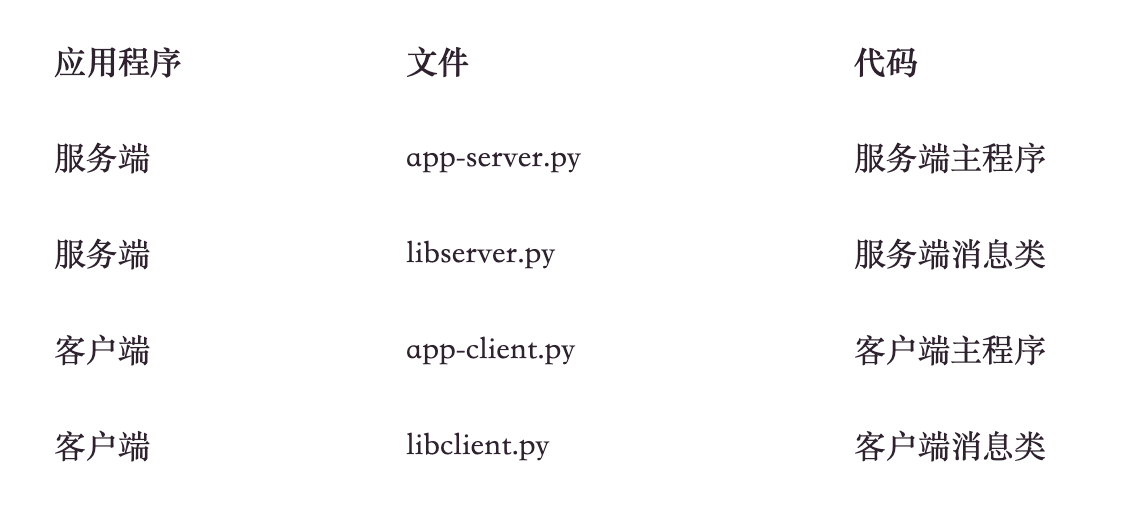 应用程序 文件 代码
服务端 app-server.py 服务端主程序
服务端 libserver.py 服务端消息类
客户端 app-client.py 客户端主程序
客户端 libclient.py 客户端消息类